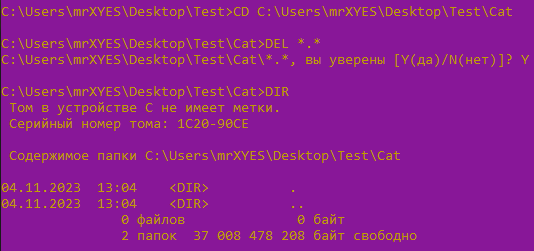 C:\Users\mrXYES\Desktop\Test>CD C:\Users\mrXYES\Desktop\Test\Cat
C:\Users\mrXYES\Desktop\Test\Cat>DEL *.*
C:\Users\mrXYES\Desktop\Test\Cat\*.*, вы уверены [Y(да)/N(нет)]? Y
C:\Users\mrXYES\Desktop\Test\Cat>DIR
Том в устройстве C не имеет метки.
Серийный номер тома: 1C20-90CE
Содержимое папки C:\Users\mrXYES\Desktop\Test\Cat
04.11.2023  13:04    <DIR>          .
04.11.2023  13:04    <DIR>          ..
0 файлов              0 байт
2 папок  37 008 478 208 байт свободно